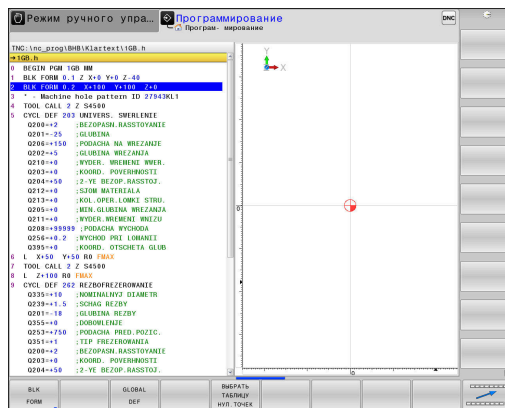 Режим ручного упра...
Программирование
Програм- мирование
DNC
TNC:\nc_prog\BHB\Klartext\1GB.h
→1GB.h
0 BEGIN PGM 1GB MM
1 BLK FORM 0.1 Z X+0 Y+0 Z-40
2 BLK FORM 0.2 X+100 Y+100 Z+0
3 * - Machine hole pattern ID 27943KL1
4 TOOL CALL 2 Z S4500
5 CYCL DEF 203 UNIVERS. SWERLENIE
Q200=+2 ;BEZOPASN.RASSTOYANIE
Q201=-25 ;GLUBINA
Q206=+150 ;PODACHA NA WREZANJE
Q202=+5 ;GLUBINA WREZANJA
Q210=+0 ;WYDER. WREMENI WWER.
Q203=+0 ;KOORD. POVERHNOSTI
Q204=+50 ;2-YE BEZOP.RASSTOJ.
Q212=+0 ;SJOM MATERIALA
Q213=+0 ;KOL.OPER.LOMKI STRU.
Q205=+0 ;MIN.GLUBINA WREZANJA
Q211=+0 ;WYDER.WREMENI WNIZU
Q208=+99999 ;PODACHA WYCHODA
Q256=+0.2 ;WYCHOD PRI LOMANII
Q395=+0 ;KOORD. OTSCHETA GLUB
6 L X+50 Y+50 R0 FMAX
7 TOOL CALL 2 Z S4500
8 L Z+100 R0 FMAX
9 CYCL DEF 262 REZBOFREZEROWANIE
Q335=+10 ;NOMINALNYJ DIAMETR
Q239=+1.5 ;SCHAG REZBY
Q201=-18 ;GLUBINA REZBY
Q355=+0 ;DOBOWLENJE
Q253=+750 ;PODACHA PRED.POZIC.
Q351=+1 ;TIP FREZEROWANIA
Q200=+2 ;BEZOPASN.RASSTOYANIE
Q203=+0 ;KOORD. POVERHNOSTI
Q204=+50 ;2-YE BEZOP.RASSTOJ.
Y
X
0
0
BLK
FORM
GLOBAL
DEF
ВЫБРАТЬ
ТАБЛИЦУ
НУЛ.ТОЧЕК